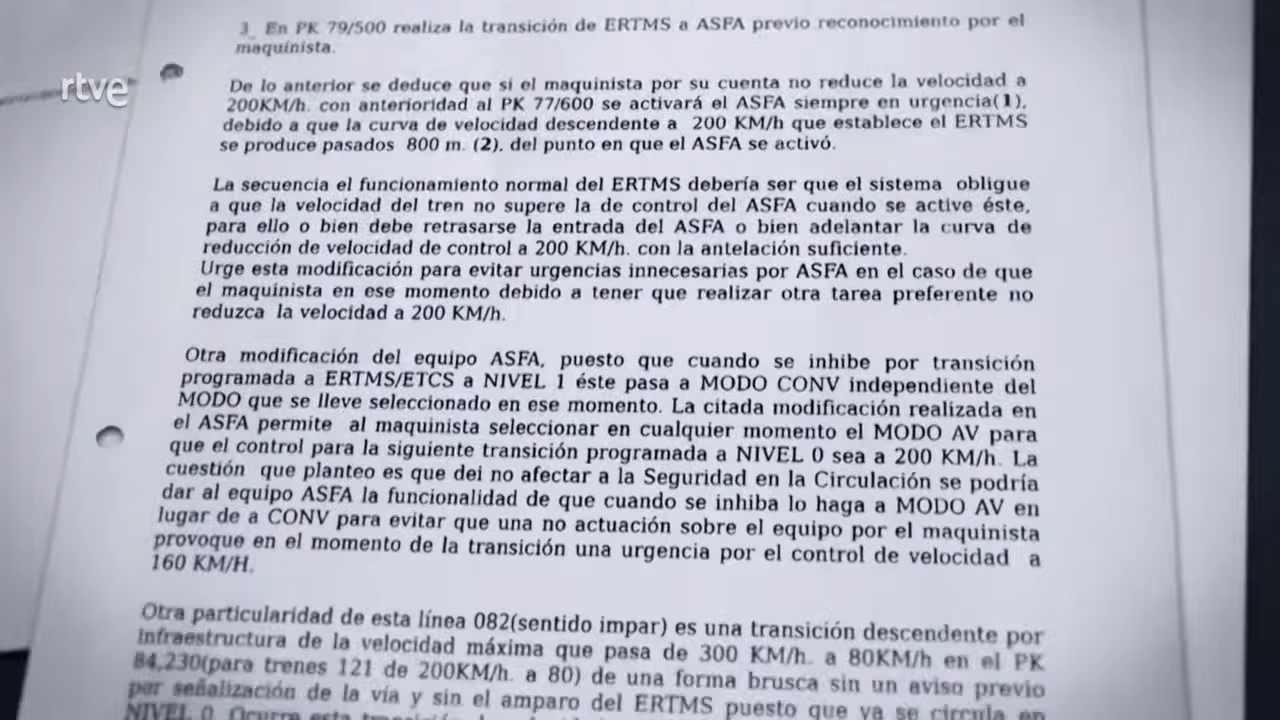 3_ En PK 79/500 realiza la transición de ERTMS a ASFA previo reconocimiento por el
maquinista.
rtve
De lo anterior se deduce que si el maquinista por su cuenta no reduce la velocidad a
200KM/h. con anterioridad al PK 77/600 se activará el ASFA siempre en urgencia(1),
debido a que la curva de velocidad descendente a 200 KM/h que establece el ERTMS
se produce pasados 800 m. (2), del punto en que el ASFA se activó.
La secuencia el funcionamiento normal del ERTMS debería ser que el sistema obligue
a que la velocidad del tren no supere la de control del ASFA cuando se active éste,
para ello o bien debe retrasarse la entrada del ASFA o bien adelantar la curva de
reducción de velocidad de control a 200 KM/h. con la antelación suficiente.
Urge esta modificación para evitar urgencias innecesarias por ASFA en el caso de que
el maquinista en ese momento debido a tener que realizar otra tarea preferente no
reduzca la velocidad a 200 KM/h.
Otra modificación del equipo ASFA, puesto que cuando se inhibe por transición
programada a ERTMS/ETCS a NIVEL 1 éste pasa a MODO CONV independiente del
MODO que se lleve seleccionado en ese momento. La citada modificación realizada en
el ASFA permite al maquinista seleccionar en cualquier momento el MODO AV para
que el control para la siguiente transición programada a NIVEL 0 sea a 200 KM/h. La
cuestión que planteo es que dei no afectar a la Seguridad en la Circulación se podría
dar al equipo ASFA la funcionalidad de que cuando se inhiba lo haga a MODO AV en
lugar de a CONV para evitar que una no actuación sobre el equipo por el maquinista
provoque en el momento de la transición una urgencia por el control de velocidad a
160 KM/H.
Otra particularidad de esta línea 082(sentido impar) es una transición descendente por
infraestructura de la velocidad máxima que pasa de 300 KM/h. a 80KM/h en el PK
84,230(para trenes 121 de 200KM/h. a 80) de una forma brusca sin un aviso previo
por señalización de la vía y sin el amparo del ERTMS puesto que ya se circula en
NIVEL 0. Ocurre esta transición